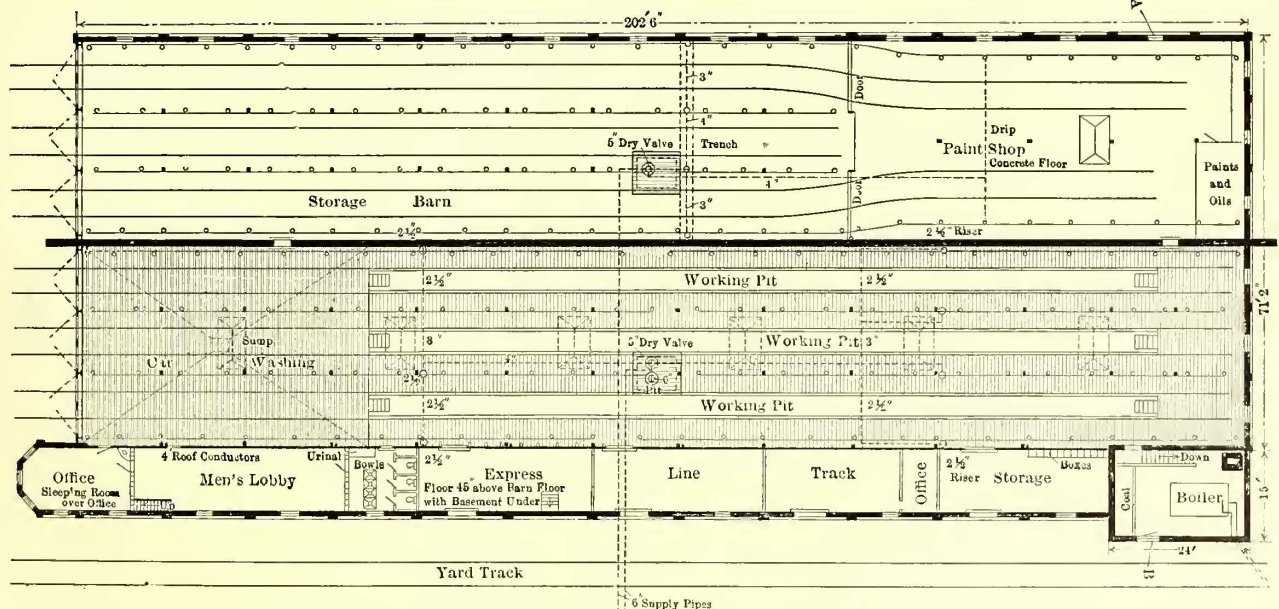 202'6"
A
3"
Door
4"
5" Dry Valve
Trench
Drip
Paint Shop
Concrete Floor
4"
Paints
and
Oils
Door
Storage Barn
3"
2½"
2½" Riser
2½"
Working Pit
2½"
71'2"
Sump
8"
5" Dry Valve
Working Pit
3"
Car Washing
2½"
6"
Pit
2½"
Working Pit
2½"
4" Roof Conductors
Urinal
Bowls
2½"
Office
Sleeping Room
over Office
Men's Lobby
Up
Express
Floor 45" above Barn Floor
with Basement Under
Line
Track
Office
2½"
Riser
Storage
Boxes
Down
Coal
Boiler
15'
24'
B
Yard Track
6" Supply Pipes